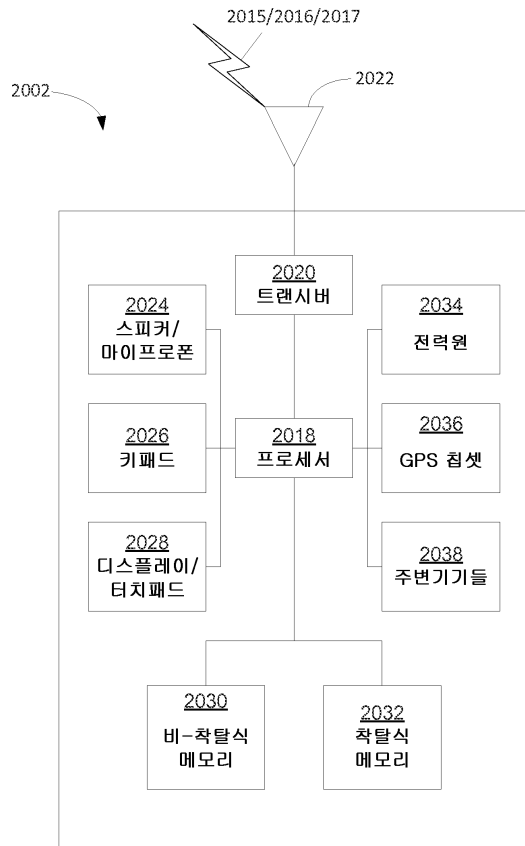 2015/2016/2017
2022
2002
2020
트랜시버
2024
스피커/
마이프로폰
2034
전력원
2026
키패드
2018
프로세서
2036
GPS 칩셋
2028
디스플레이/
터치패드
2038
주변기기들
2030
비-착탈식
메모리
2032
착탈식
메모리